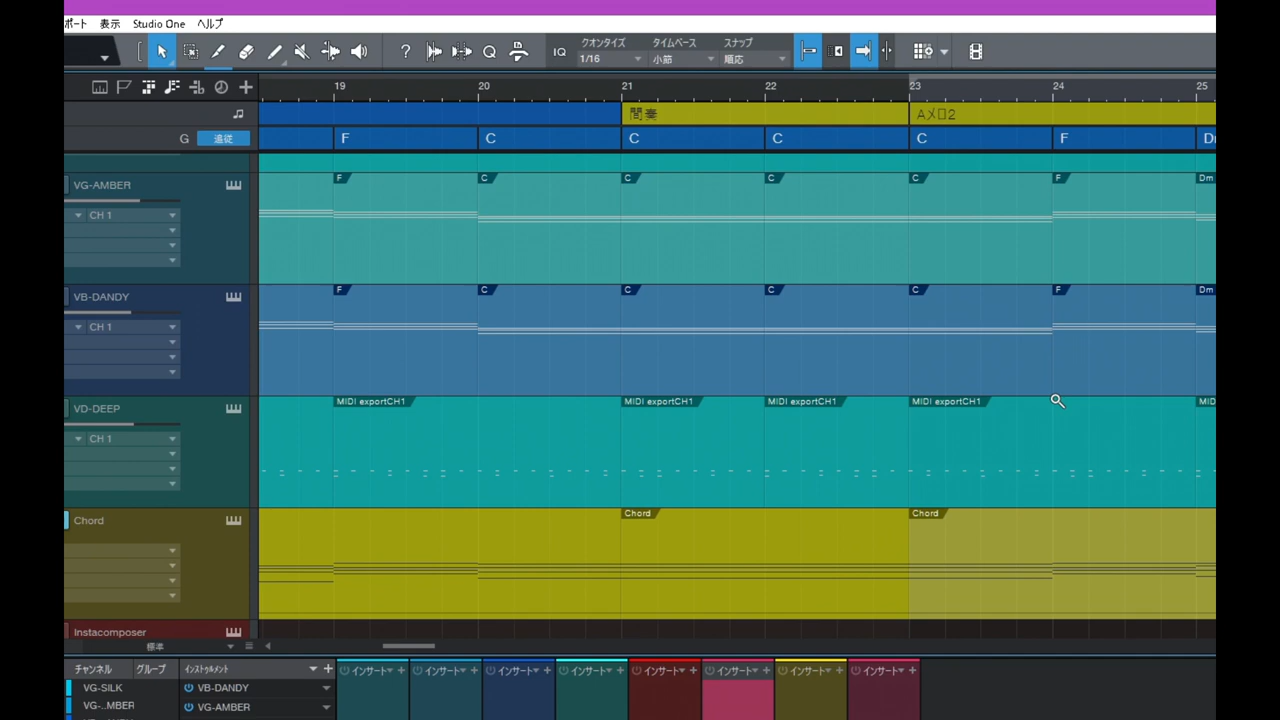 ポート 表示 Studio One ヘルプ
? IQ クオンタイズ タイムベース スナップ
1/16 小節 順応
19 20 21 22 23 24 25
間奏 Aメロ2
G 追従 F C C C C F D
VG-AMBER F C C C C F Dm
CH 1
VB-DANDY F C C C C F Dm
CH 1
VD-DEEP MIDI exportCH1 MIDI exportCH1 MIDI exportCH1 MIDI exportCH1 MID
CH 1
Chord Chord Chord
Instacomposer
標準
チャンネル グループ インストゥルメント インサート インサート インサート インサート インサート インサート インサート インサート
VG-SILK VB-DANDY
VG-..MBER VG-AMBER